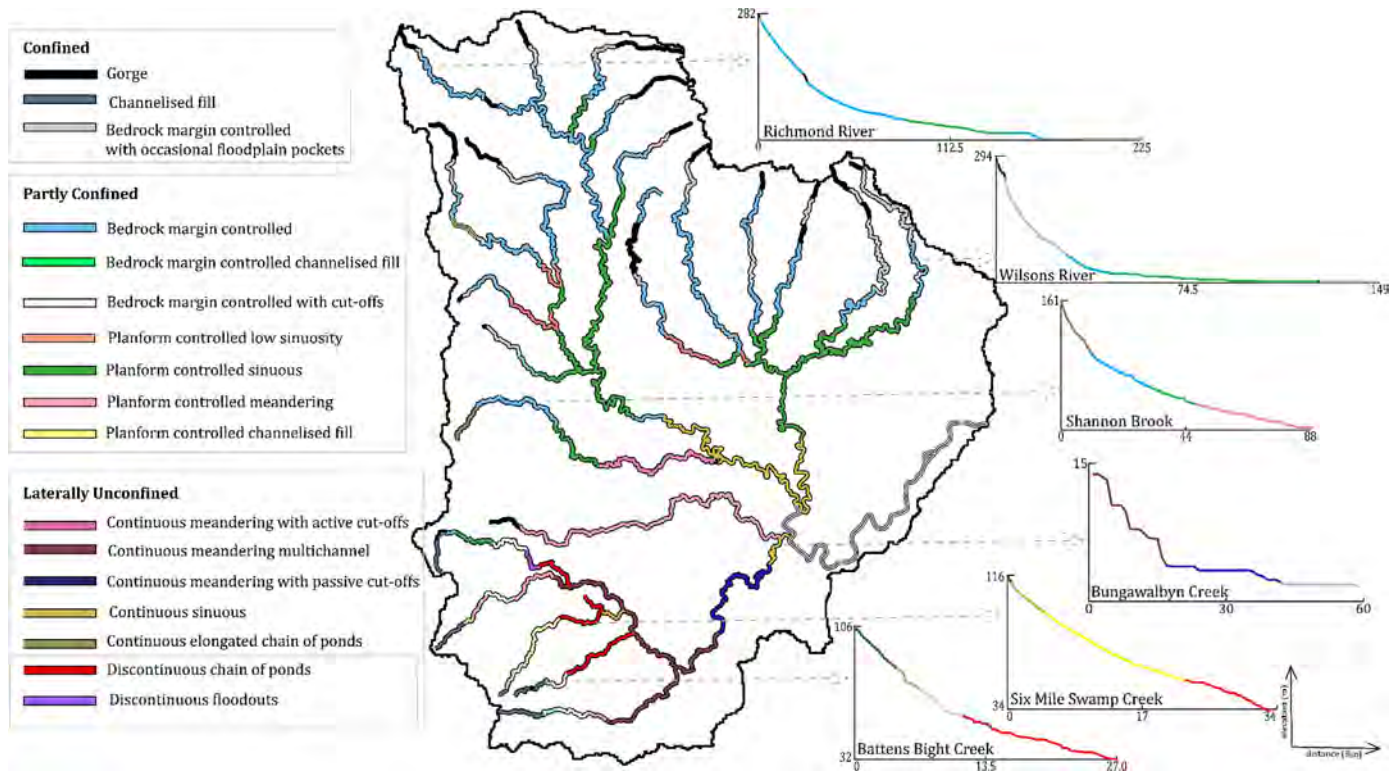 Confined
Gorge
Channelised fill
Bedrock margin controlled
with occasional floodplain pockets
Partly Confined
Bedrock margin controlled
Bedrock margin controlled channelised fill
Bedrock margin controlled with cut-offs
Planform controlled low sinuosity
Planform controlled sinuous
Planform controlled meandering
Planform controlled channelised fill
Laterally Unconfined
Continuous meandering with active cut-offs
Continuous meandering multichannel
Continuous meandering with passive cut-offs
Continuous sinuous
Continuous elongated chain of ponds
Discontinuous chain of ponds
Discontinuous floodouts
282
Richmond River
0
112.5
225
294
Wilsons River
74.5
149
161
Shannon Brook
0
44
88
15
Bungawalbyn Creek
0
30
60
116
Six Mile Swamp Creek
34
0
17
34
106
Battens Bight Creek
32
0
13.5
27.0
distance (km)